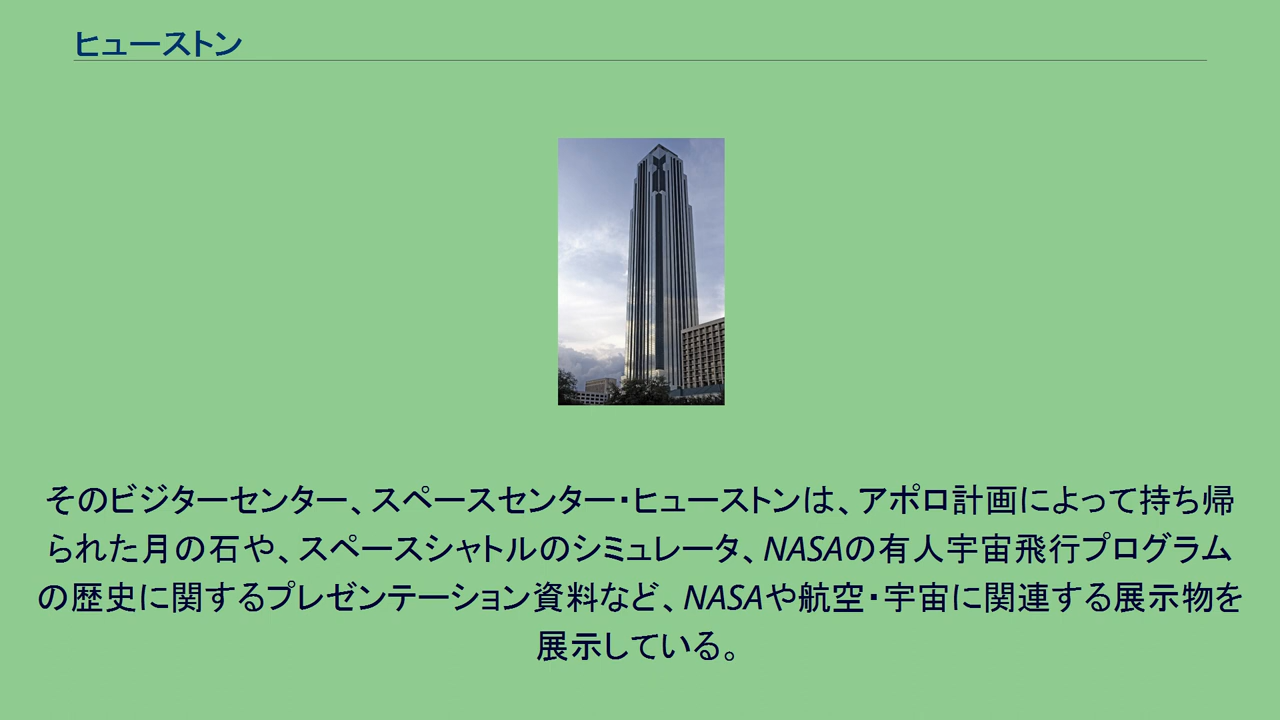 ヒューストン
そのビジターセンター、スペースセンター・ヒューストンは、アポロ計画によって持ち帰
られた月の石や、スペースシャトルのシミュレータ、NASAの有人宇宙飛行プログラム
の歴史に関するプレゼンテーション資料など、NASAや航空・宇宙に関連する展示物を
展示している。